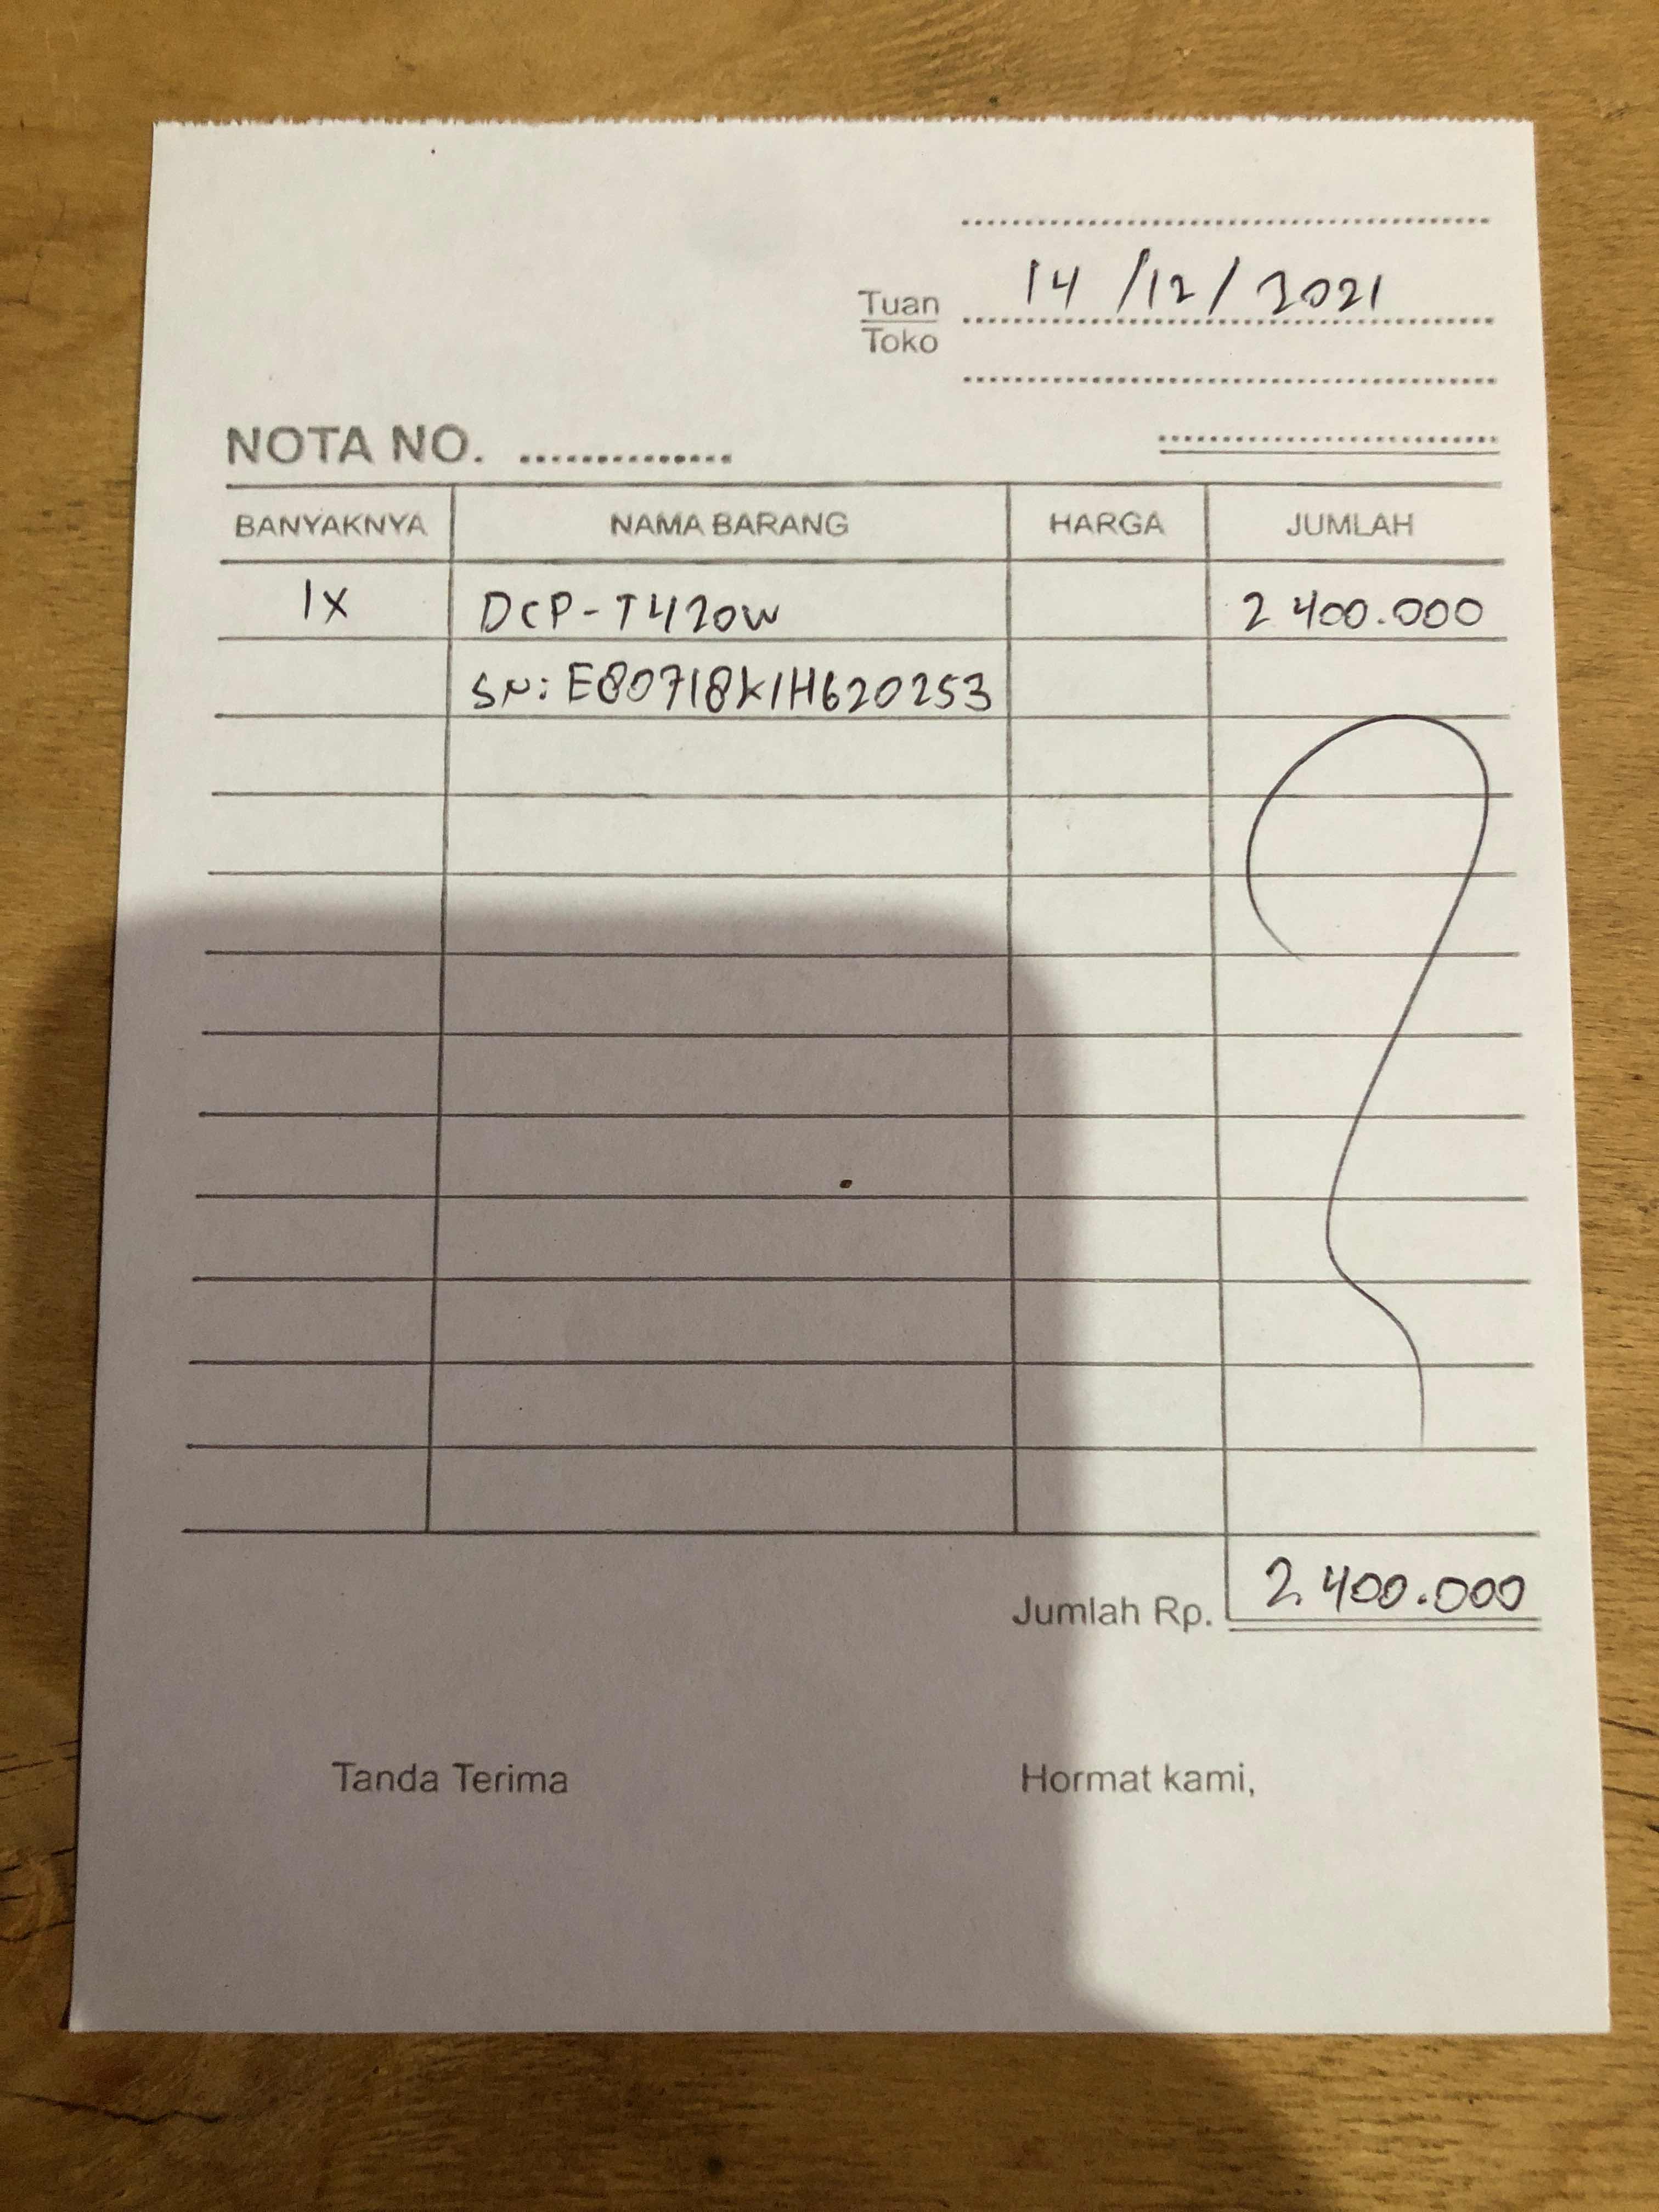 14/12/2021
Tuan
Toko
NOTA NO. ..............
BANYAKNYA NAMA BARANG HARGA JUMLAH
1x DCP-T420W 2 400.000
SN: E80718K1H620253
Jumlah Rp. 2.400.000
Tanda Terima Hormat kami,